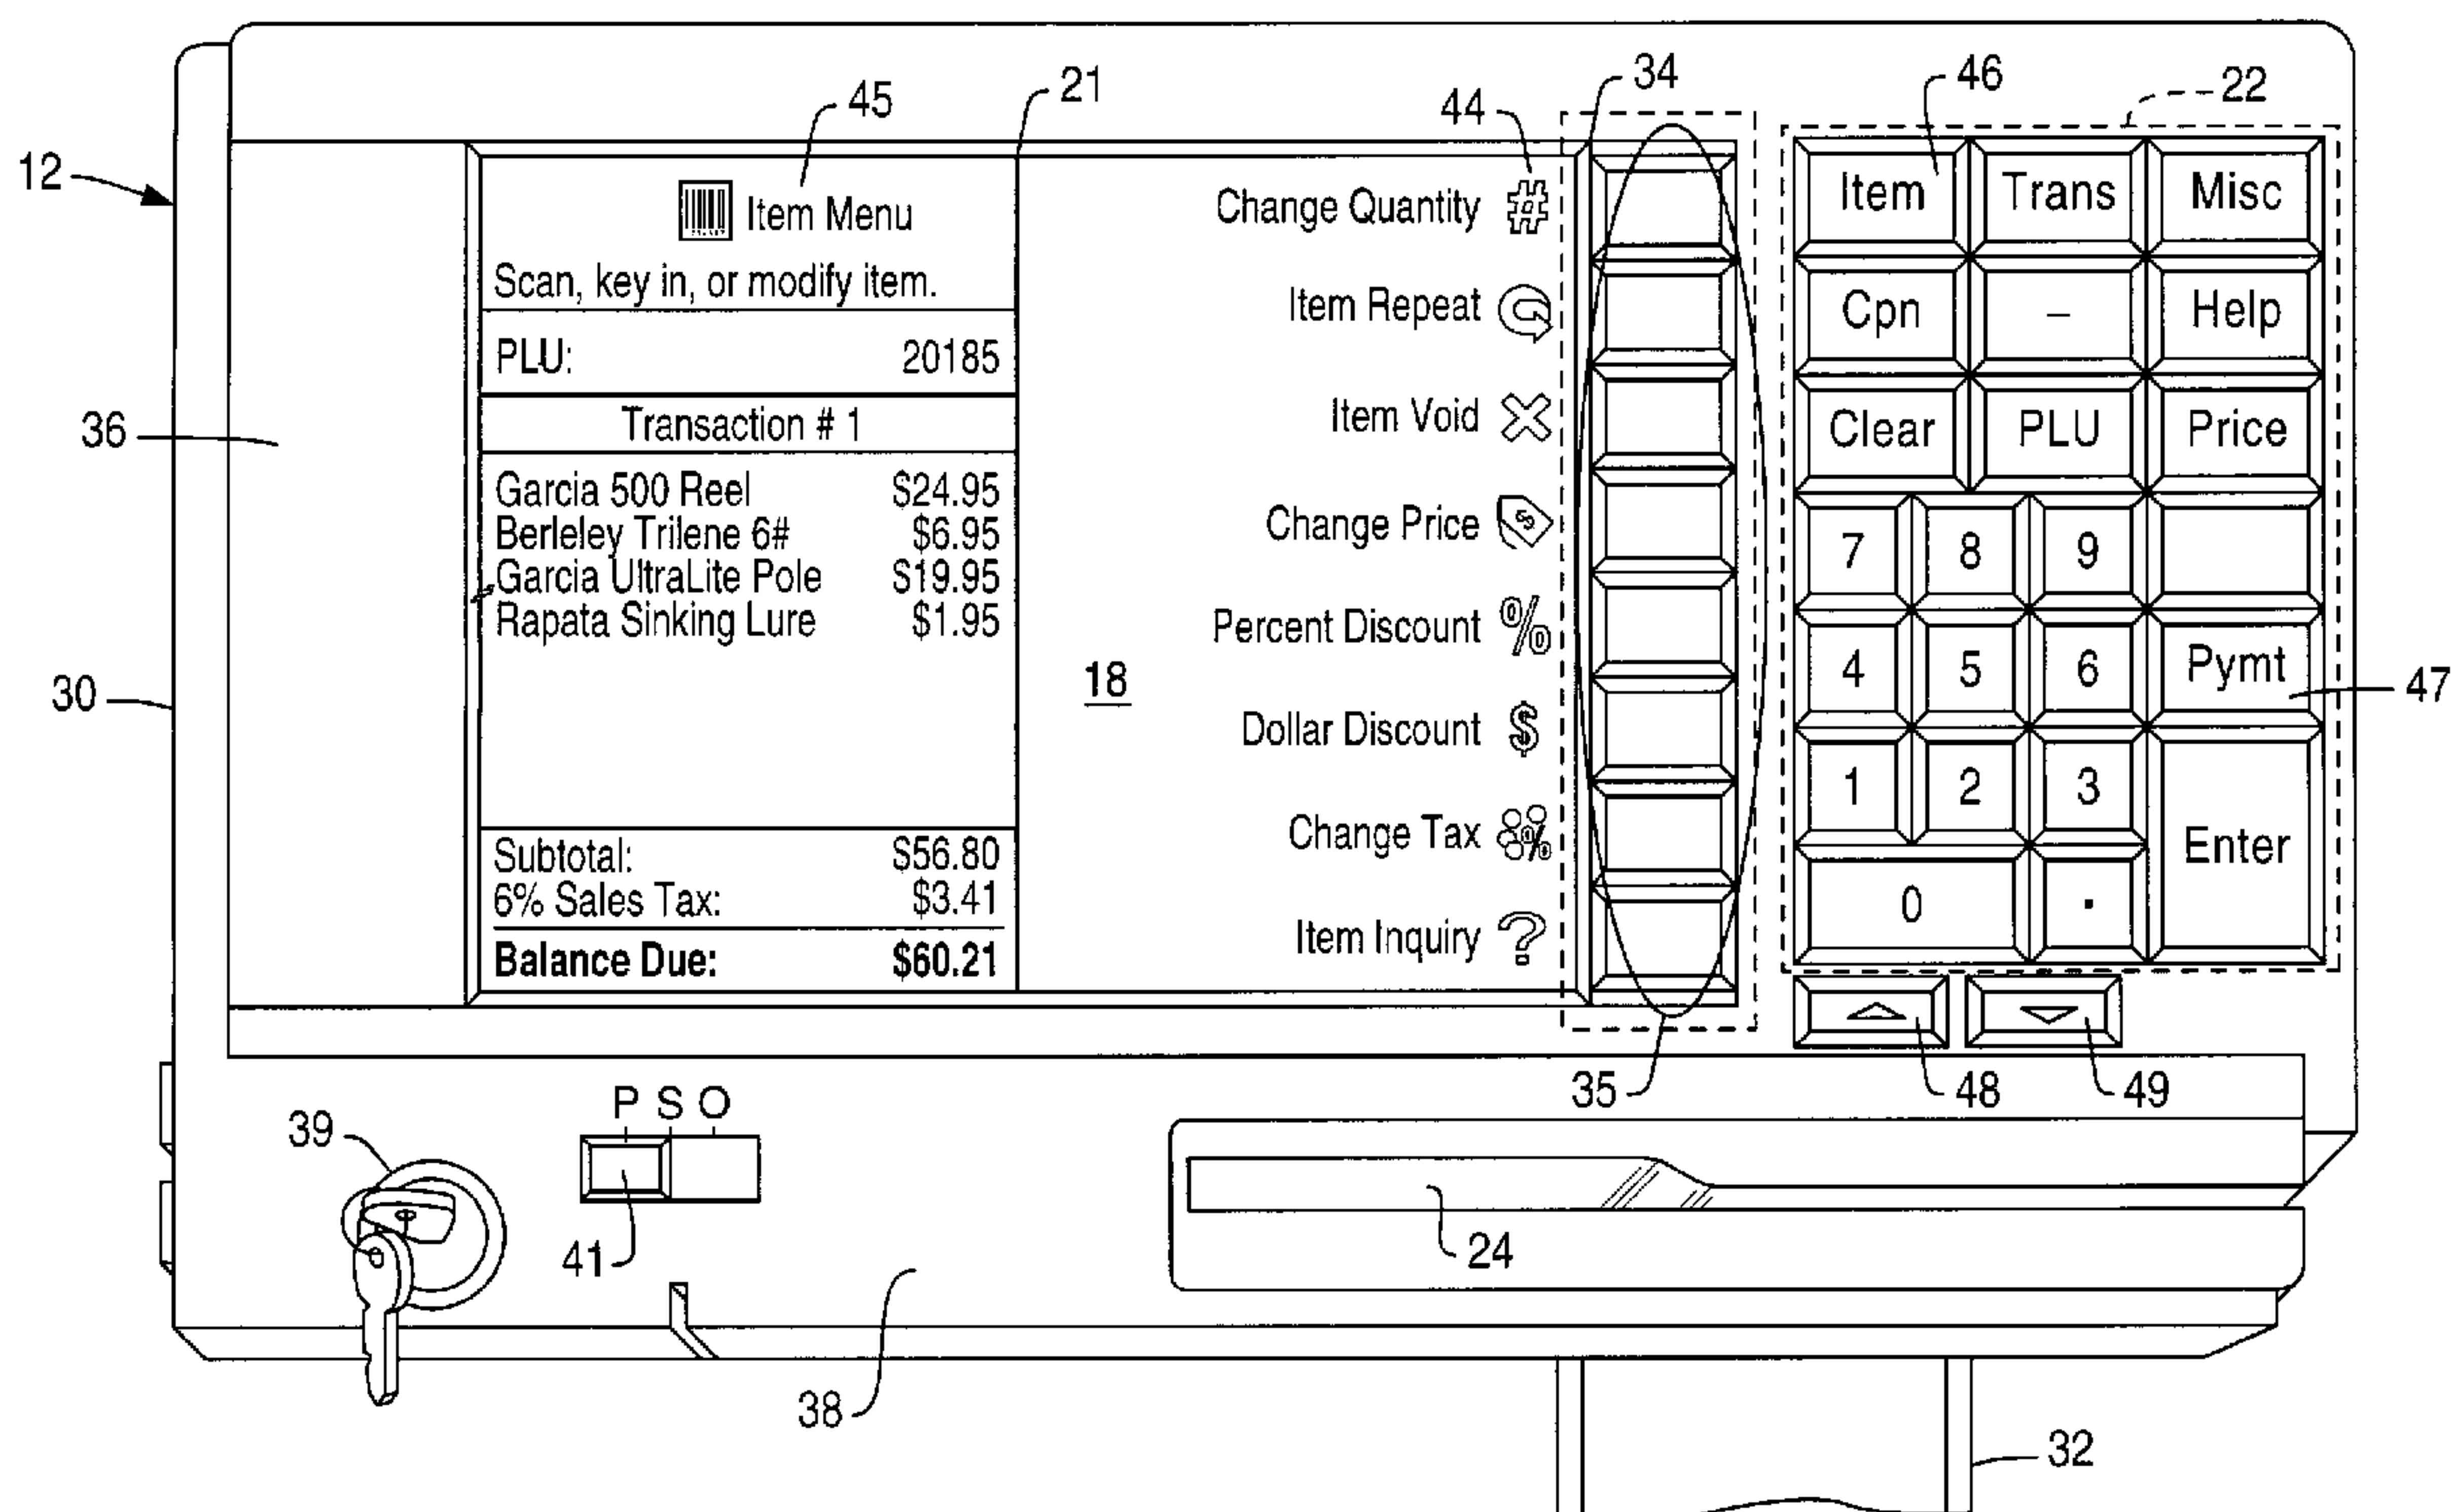 45
21
34
46
22
44
12
Item Menu
Scan, key in, or modify item.
PLU: 20185
Transaction # 1
Garcia 500 Reel $24.95
Berleley Trilene 6# $6.95
Garcia UltraLite Pole $19.95
Rapata Sinking Lure $1.95
Subtotal: $56.80
6% Sales Tax: $3.41
Balance Due: $60.21
18
Change Quantity #
Item Repeat
Item Void
Change Price $
Percent Discount %
Dollar Discount $
Change Tax %
Item Inquiry ?
Item Trans Misc
Cpn – Help
Clear PLU Price
7 8 9
4 5 6 Pymt
1 2 3
Enter
0 .
36
30
47
35
48
49
P S O
39
41
24
38
32